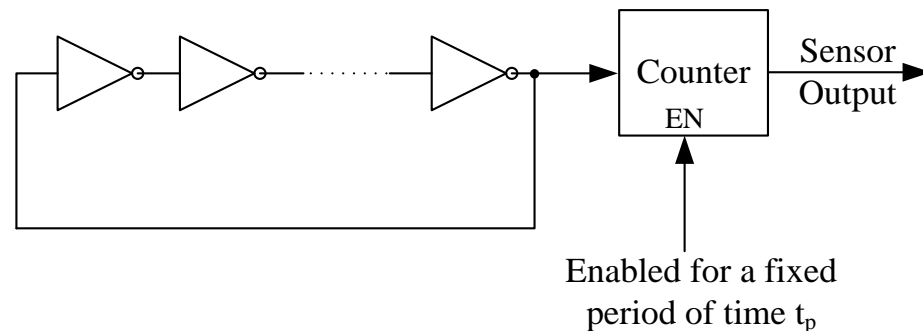 Counter
EN
Sensor
Output
Enabled for a fixed
period of time tp